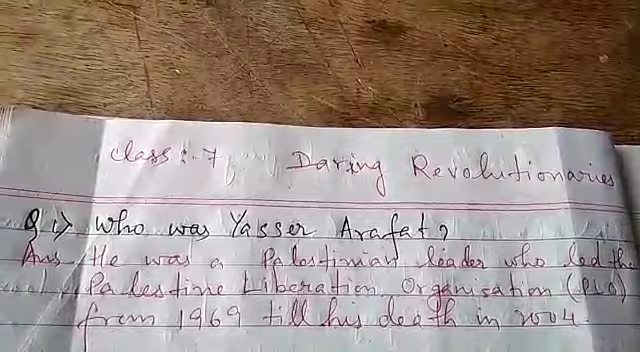 class :- 7, Daring Revolutionaries
Q 1) Who was Yasser Arafat?
Ans He was a Palestinian leader who led the
Palestine Liberation Organisation (PLO)
from 1969 till his death in 2004